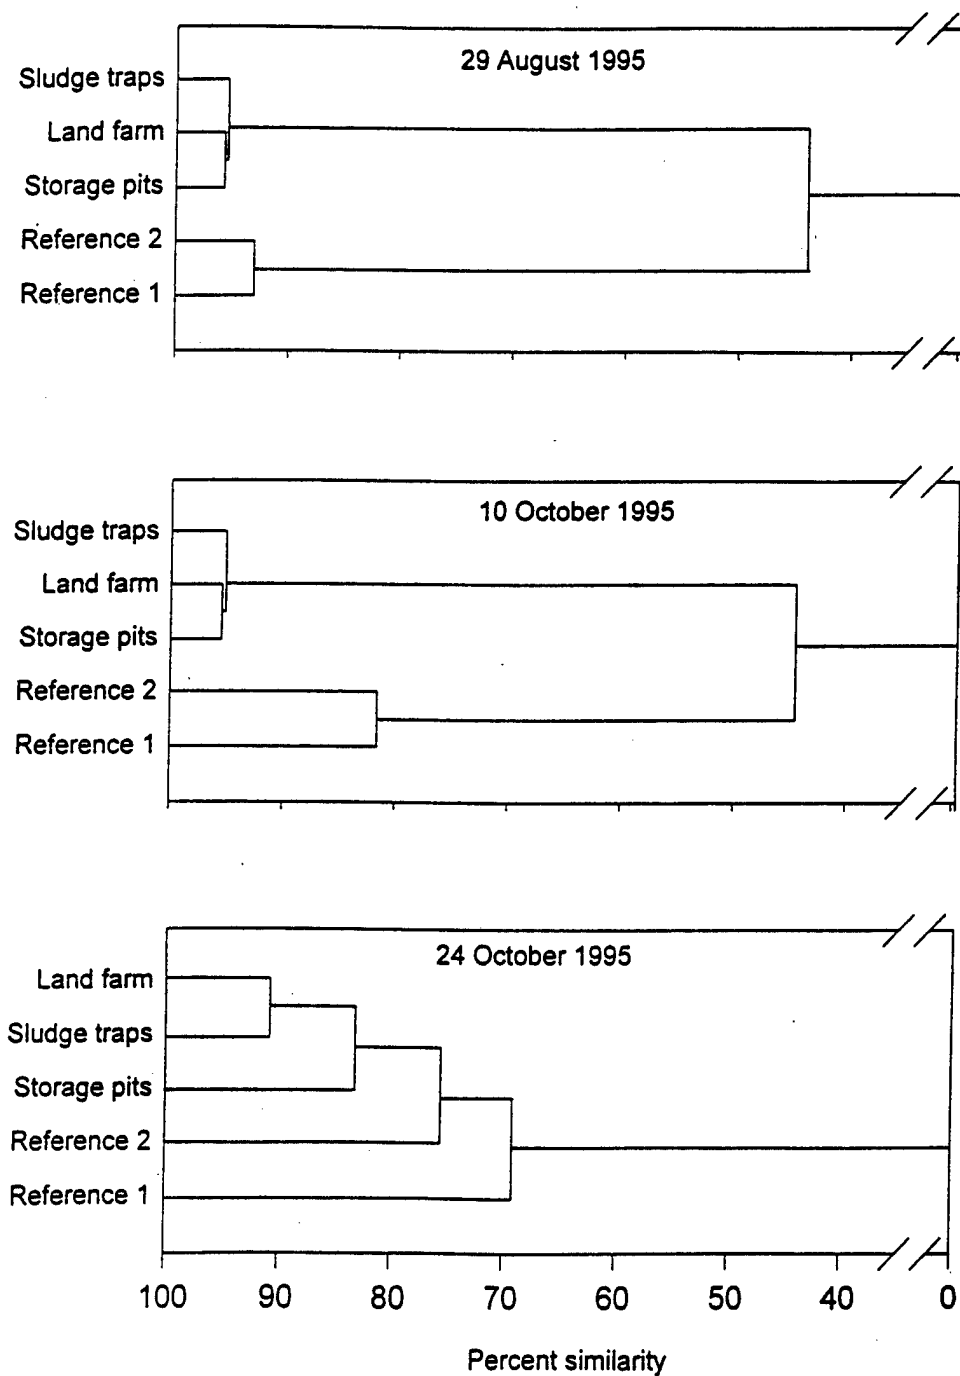 29 August 1995
Sludge traps
Land farm
Storage pits
Reference 2
Reference 1
10 October 1995
Sludge traps
Land farm
Storage pits
Reference 2
Reference 1
24 October 1995
Land farm
Sludge traps
Storage pits
Reference 2
Reference 1
100 90 80 70 60 50 40 0
Percent similarity